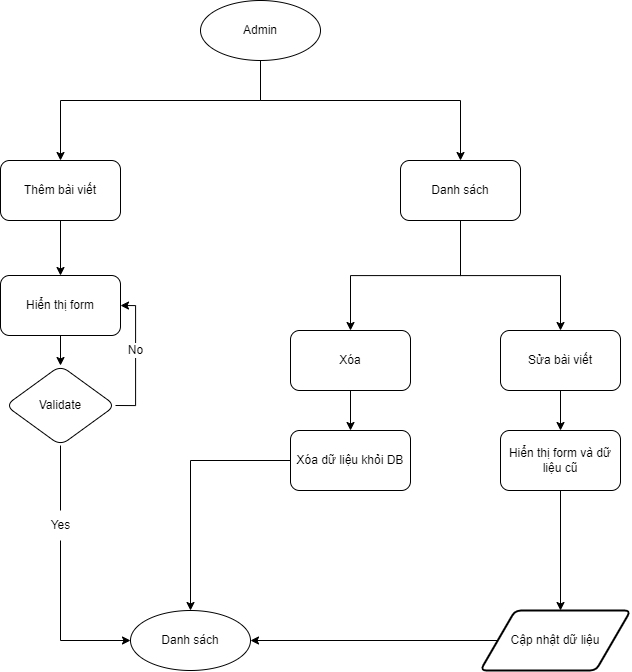 Admin
Thêm bài viết
Danh sách
Hiển thị form
No
Xóa
Sửa bài viết
Validate
Xóa dữ liệu khỏi DB
Hiển thị form và dữ
liệu cũ
Yes
Danh sách
Cập nhật dữ liệu